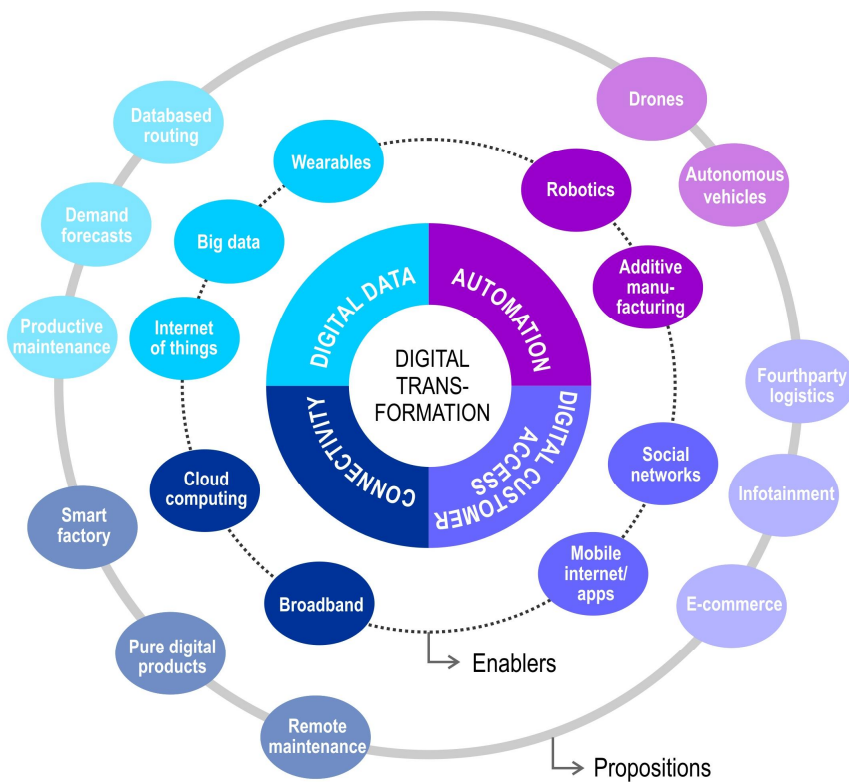 Drones
Databased
routing
Wearables
Robotics
Autonomous
vehicles
Demand
forecasts
Big data
Additive
manu-
facturing
DIGITAL DATA
AUTOMATION
Productive
maintenance
Internet
of things
DIGITAL
TRANS-
FORMATION
Fourthparty
logistics
CONNECTIVITY
DIGITAL CUSTOMER
ACCESS
Cloud
computing
Social
networks
Infotainment
Smart
factory
Mobile
internet/
apps
Broadband
E-commerce
Pure digital
products
Enablers
Remote
maintenance
Propositions